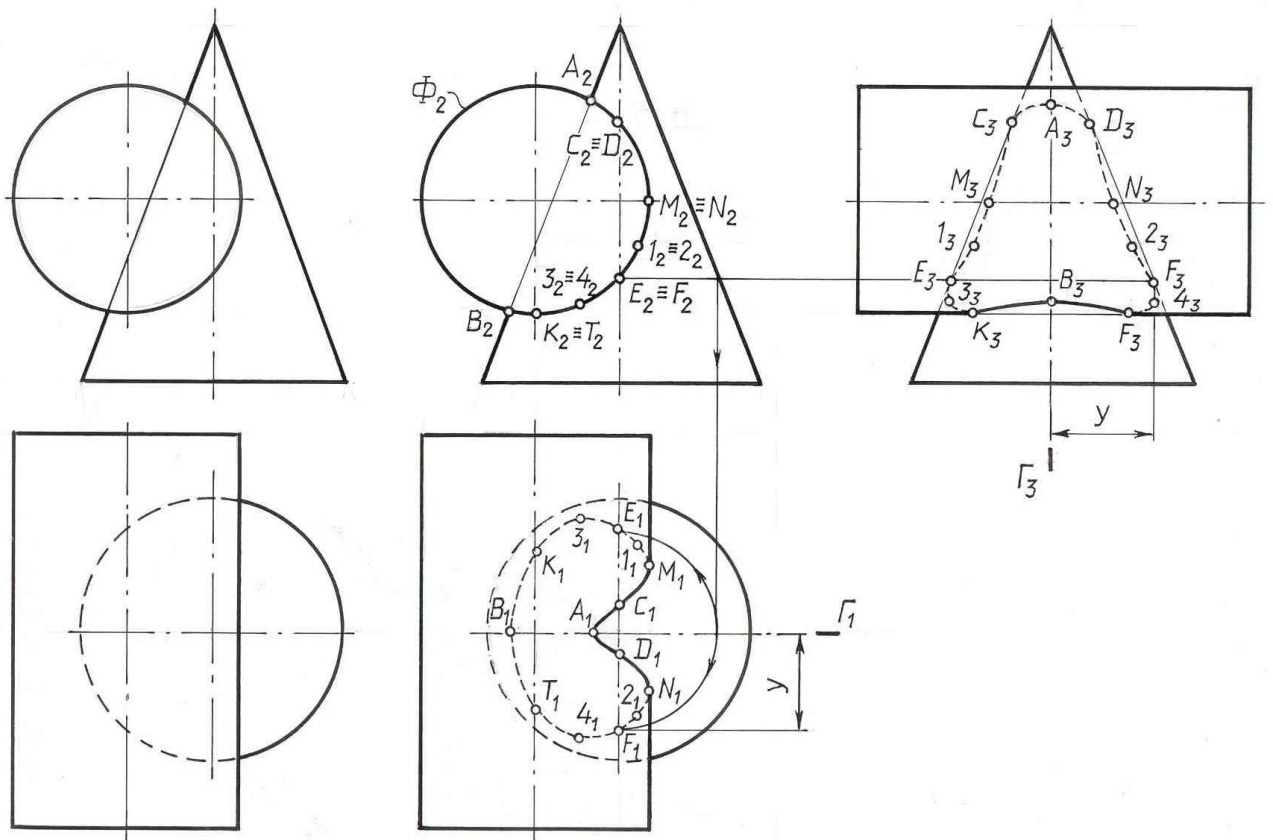 Φ₂
A₂
C₂≡D₂
M₂≡N₂
1₂≡2₂
3₂≡4₂
E₂≡F₂
B₂
K₂≡T₂
C₃
A₃
D₃
M₃
N₃
1₃
2₃
E₃
F₃
3₃
B₃
4₃
K₃
F₃
y
Г₃
3₁
E₁
1₁
K₁
M₁
B₁
A₁
C₁
Г₁
D₁
T₁
2₁
N₁
4₁
F₁
y